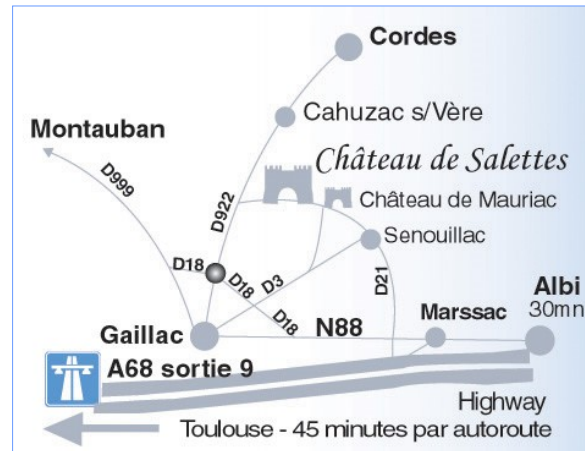 Cordes
Cahuzac s/Vère
Montauban
Château de Salettes
D999
D922
Château de Mauriac
Senouillac
D18
D18
D3
D21
D18
Albi
30mn
Marssac
N88
Gaillac
A68 sortie 9
Highway
Toulouse - 45 minutes par autoroute